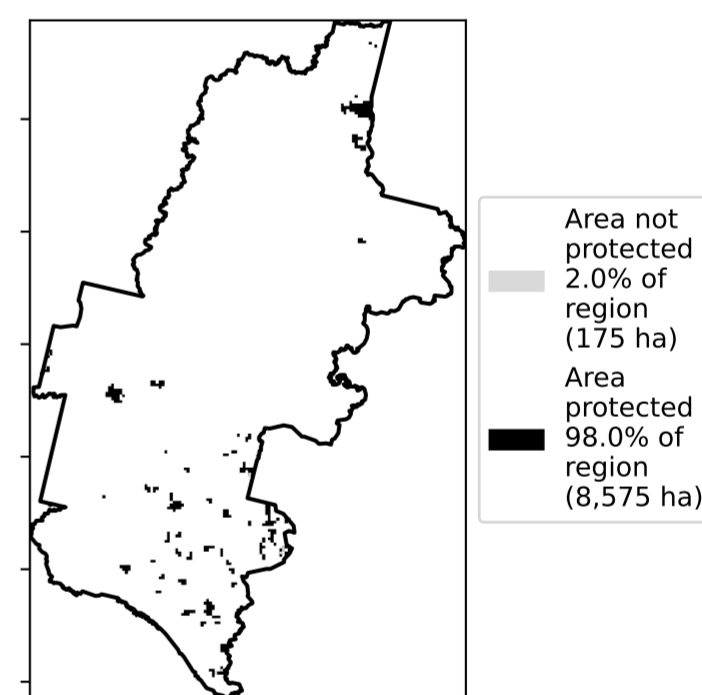 Area not
protected
2.0% of
region
(175 ha)
Area
protected
98.0% of
region
(8,575 ha)